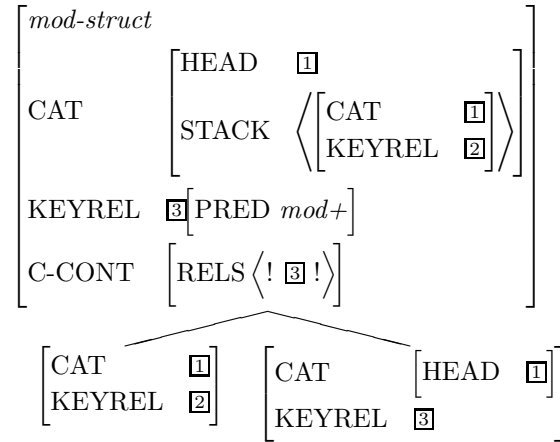 mod-struct
CAT [HEAD 1
STACK ⟨[CAT 1
KEYREL 2]⟩]
KEYREL 3[PRED mod+]
C-CONT [RELS ⟨! 3 !⟩]
[CAT 1
KEYREL 2]
[CAT [HEAD 1]
KEYREL 3]